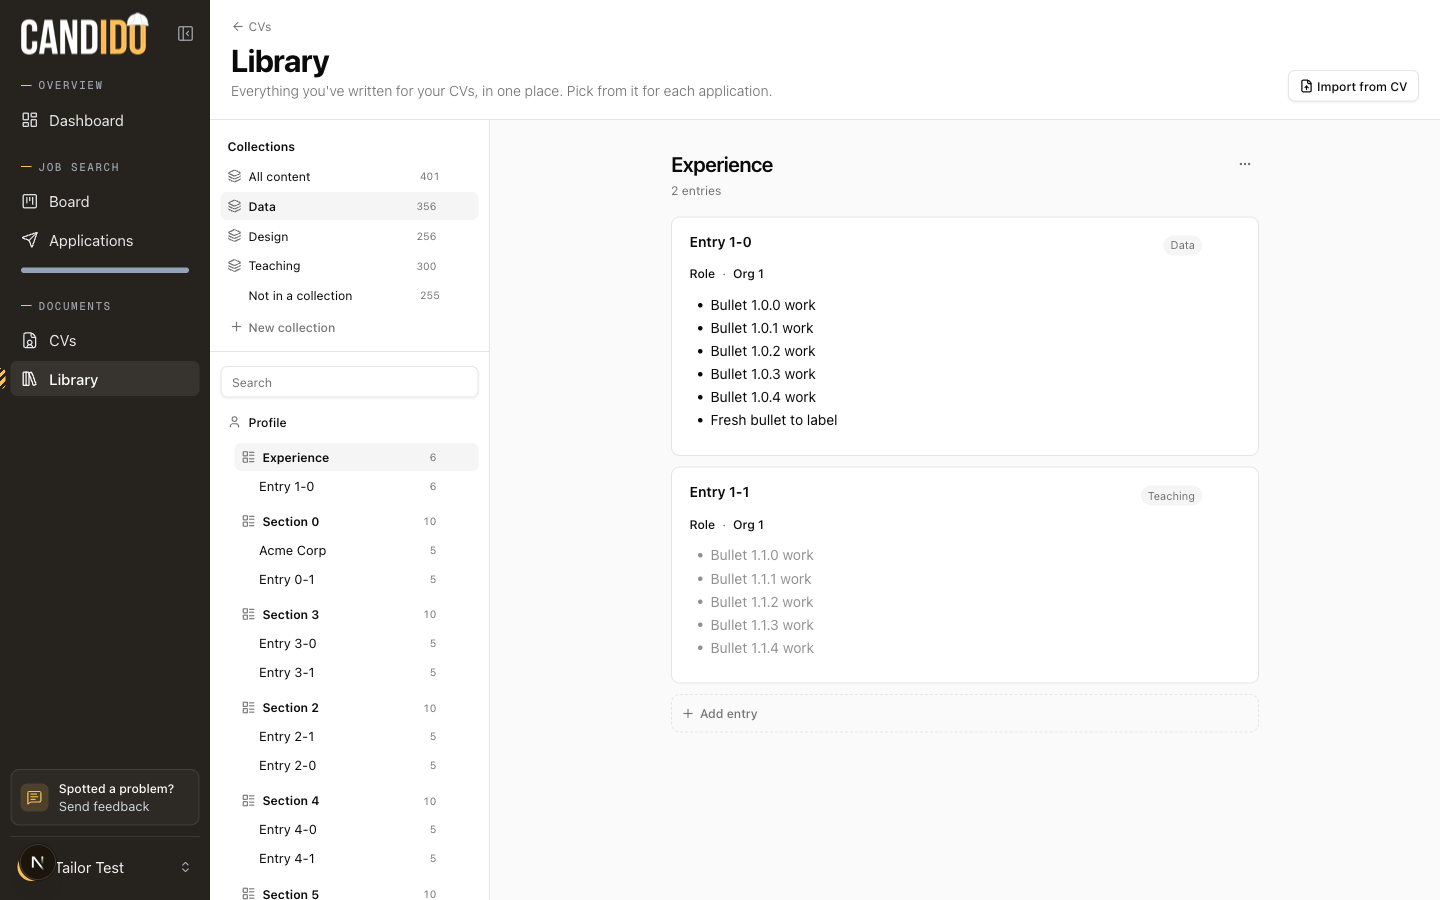 CANDIDO
OVERVIEW
Dashboard
JOB SEARCH
Board
Applications
DOCUMENTS
CVs
Library
Spotted a problem?
Send feedback
N
Tailor Test
← CVs
Library
Everything you've written for your CVs, in one place. Pick from it for each application.
Import from CV
Collections
All content 401
Data 356
Design 256
Teaching 300
Not in a collection 255
+ New collection
Search
Profile
Experience 6
Entry 1-0 6
Section 0 10
Acme Corp 5
Entry 0-1 5
Section 3 10
Entry 3-0 5
Entry 3-1 5
Section 2 10
Entry 2-1 5
Entry 2-0 5
Section 4 10
Entry 4-0 5
Entry 4-1 5
Section 5 10
Experience
2 entries
Entry 1-0 Data
Role · Org 1
• Bullet 1.0.0 work
• Bullet 1.0.1 work
• Bullet 1.0.2 work
• Bullet 1.0.3 work
• Bullet 1.0.4 work
• Fresh bullet to label
Entry 1-1 Teaching
Role · Org 1
• Bullet 1.1.0 work
• Bullet 1.1.1 work
• Bullet 1.1.2 work
• Bullet 1.1.3 work
• Bullet 1.1.4 work
+ Add entry